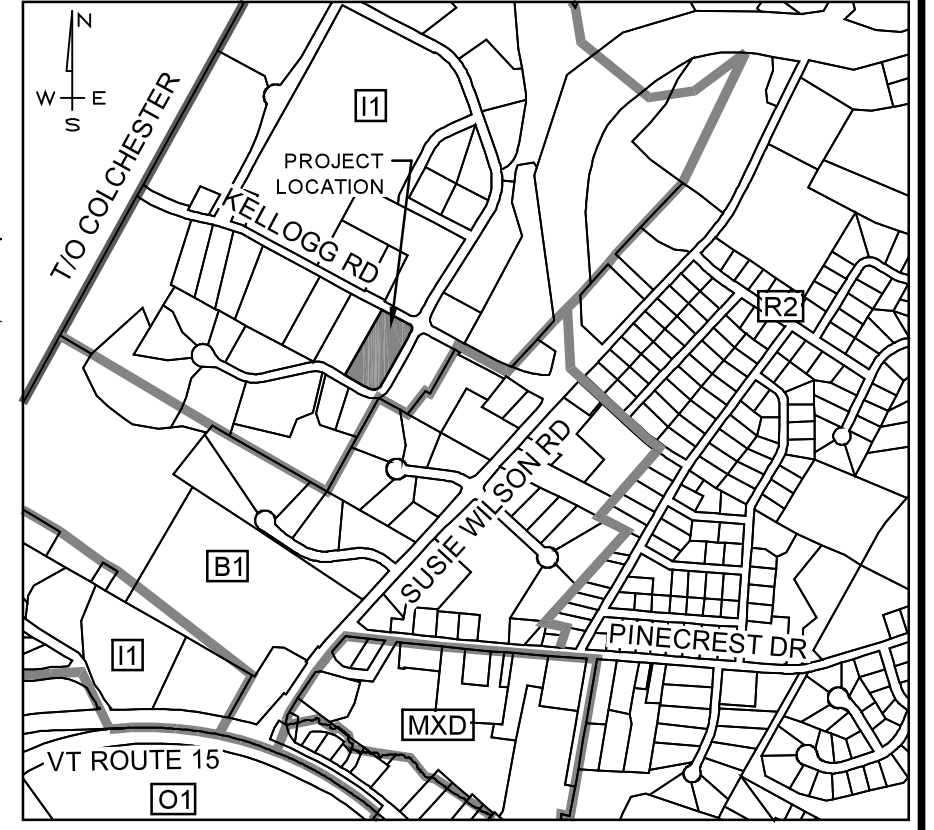 N
W E
S
T/O COLCHESTER
I1
PROJECT
LOCATION
KELLOGG RD
R2
SUSIE WILSON RD
B1
I1
PINECREST DR
MXD
VT ROUTE 15
O1